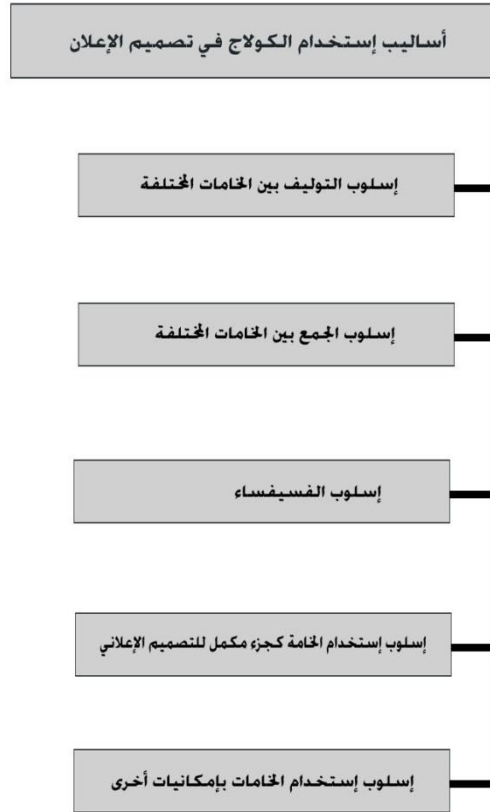 أساليب إستخدام الكولاج في تصميم الإعلان
إسلوب التوليف بين الخامات المختلفة
إسلوب الجمع بين الخامات المختلفة
إسلوب الفسيفساء
إسلوب إستخدام الخامة كجزء مكمل للتصميم الإعلاني
إسلوب إستخدام الخامات بإمكانيات أخرى